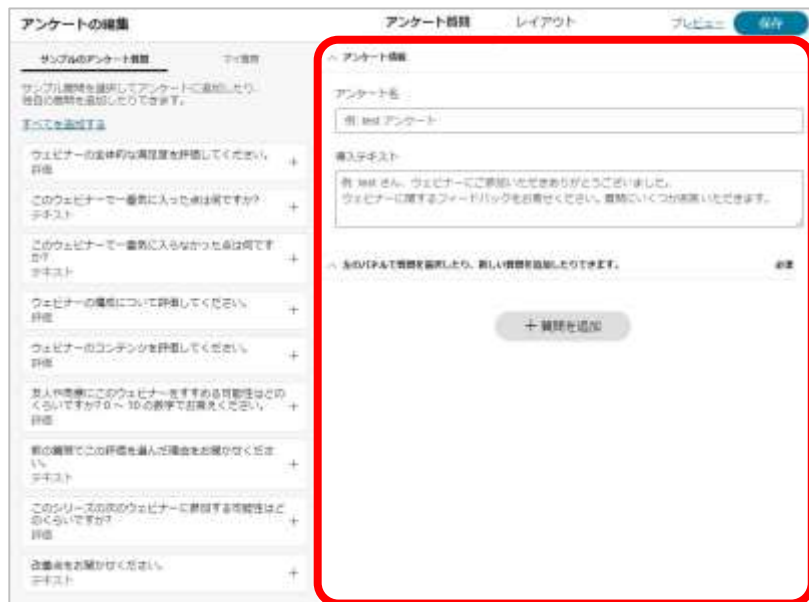 アンケートの編集
アンケート質問
レイアウト
プレビュー
保存
サンプルのアンケート質問
マイ質問
サンプル質問を選択してアンケートに追加したり、
独自の質問を追加したりできます。
すべてを追加する
ウェビナーの全体的な満足度を評価してください。
評価
このウェビナーで一番気に入った点は何ですか?
テキスト
このウェビナーで一番気に入らなかった点は何です
か?
テキスト
ウェビナーの構成について評価してください。
評価
ウェビナーのコンテンツを評価してください。
評価
友人や同僚にこのウェビナーをすすめる可能性はどの
くらいですか? 0 ~ 10 の数字でお答えください。
評価
前の質問でこの評価を選んだ理由をお聞かせくださ
い。
テキスト
このシリーズの次のウェビナーに参加する可能性はど
のくらいですか?
評価
改善点をお聞かせください。
テキスト
アンケート情報
アンケート名
例: test アンケート
導入テキスト
例: test さん、ウェビナーにご参加いただきありがとうございました。
ウェビナーに関するフィードバックをお寄せください。質問にいくつかお答えいただきます。
左のパネルで質問を選択したり、新しい質問を追加したりできます。
必須
+ 質問を追加